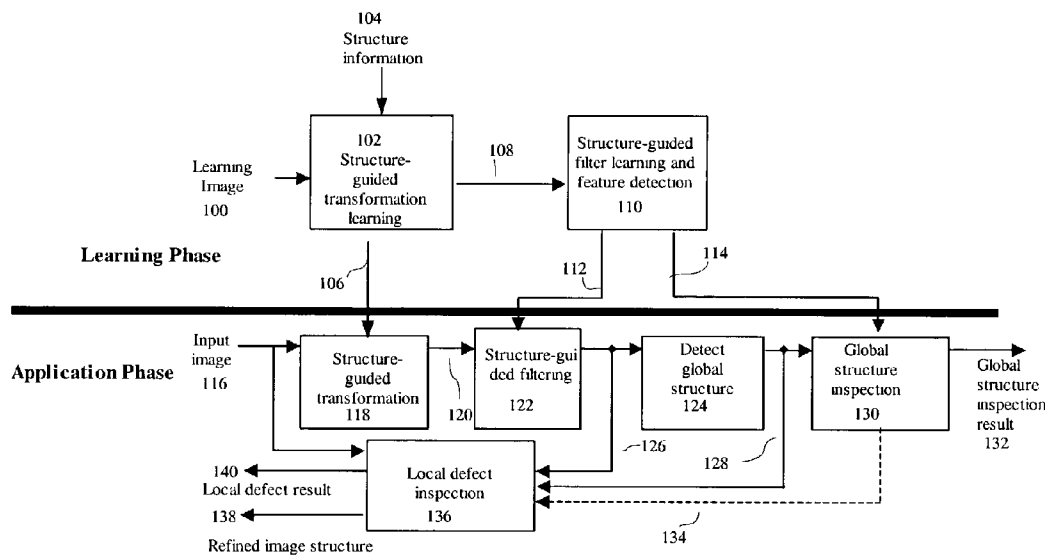 104
Structure
information
102
Structure-
guided
transformation
learning
108
Structure-guided
filter learning and
feature detection
110
Learning
Image
100
Learning Phase
106
112
114
Application Phase
Input
image
116
Structure-
guided
transformation
118
120
Structure-gui
ded filtering
122
Detect
global
structure
124
Global
structure
inspection
130
Global
structure
inspection
result
132
126
128
140
Local defect result
138
Refined image structure
Local defect
inspection
136
134